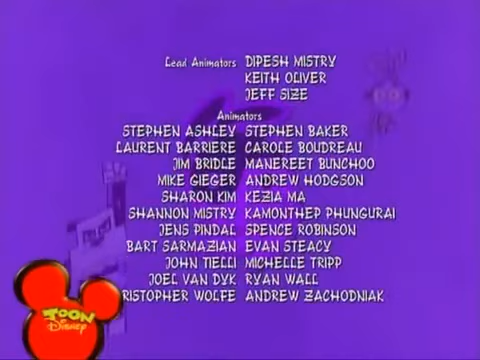 Lead Animators DIPESH MISTRY
KEITH OLIVER
JEFF SIZE
Animators
STEPHEN ASHLEY STEPHEN BAKER
LAURENT BARRIERE CAROLE BOUDREAU
JIM BRIDLE MANEREET BUNCHOO
MIKE GIEGER ANDREW HODGSON
SHARON KIM KEZIA MA
SHANNON MISTRY KAMONTHEP PHUNGURAI
JENS PINDAL SPENCE ROBINSON
BART SARMAZIAN EVAN STEACY
JOHN TIELLI MICHELLE TRIPP
JOEL VAN DYK RYAN WALL
RISTOPHER WOLFE ANDREW ZACHODNIAK
TOON
Disney